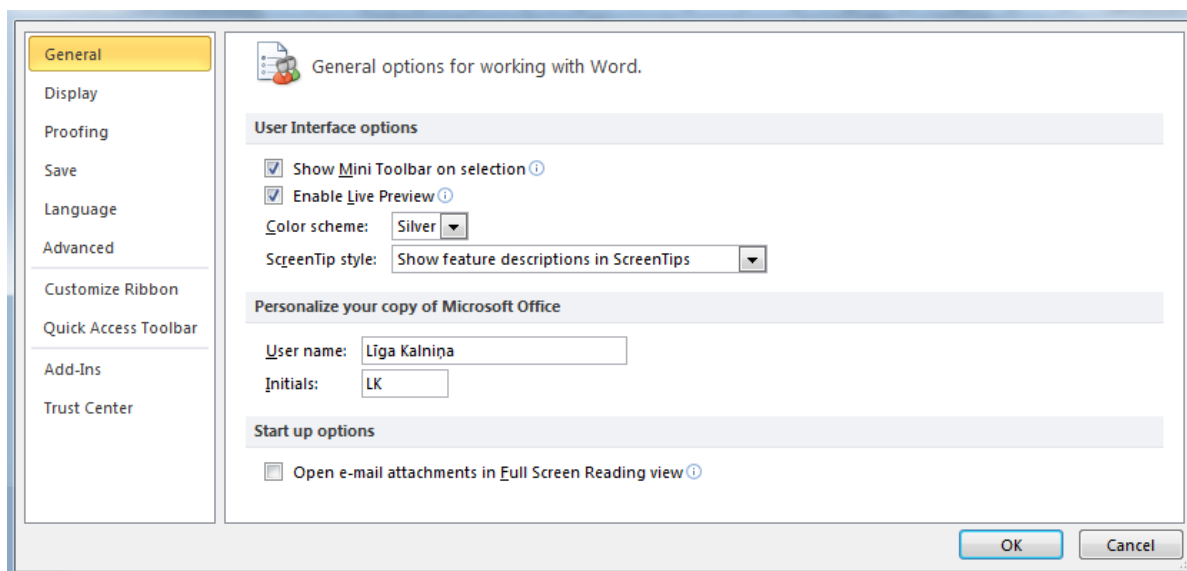 General
Display
Proofing
Save
Language
Advanced
Customize Ribbon
Quick Access Toolbar
Add-Ins
Trust Center
General options for working with Word.
User Interface options
Show Mini Toolbar on selection
Enable Live Preview
Color scheme: Silver
ScreenTip style: Show feature descriptions in ScreenTips
Personalize your copy of Microsoft Office
User name: Līga Kalniņa
Initials: LK
Start up options
Open e-mail attachments in Full Screen Reading view
OK Cancel